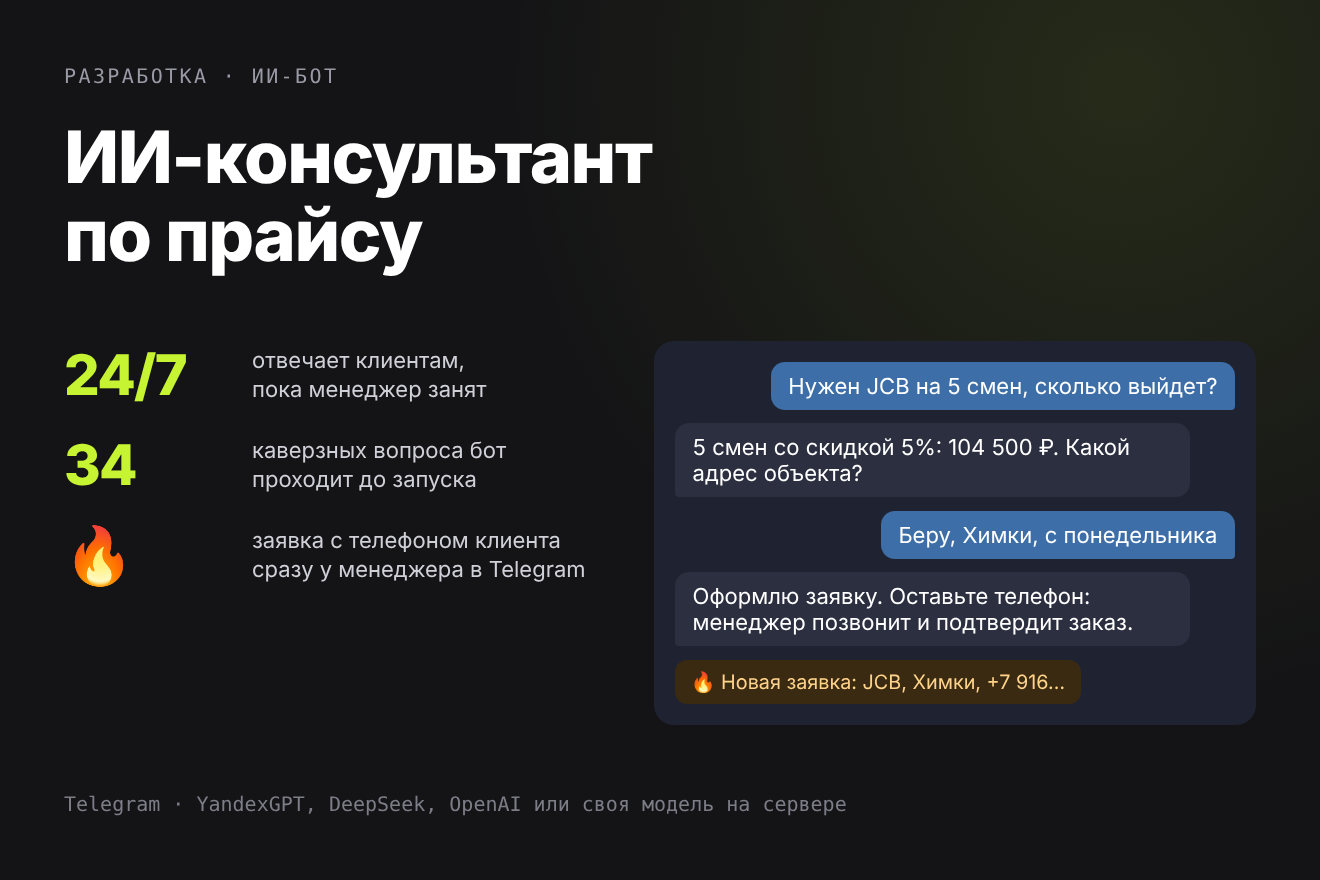 РАЗРАБОТКА · ИИ-БОТ
ИИ-консультант
по прайсу
24/7
отвечает клиентам,
пока менеджер занят
34
каверзных вопроса бот
проходит до запуска
🔥
заявка с телефоном клиента
сразу у менеджера в Telegram
Нужен JCB на 5 смен, сколько выйдет?
5 смен со скидкой 5%: 104 500 ₽. Какой
адрес объекта?
Беру, Химки, с понедельника
Оформлю заявку. Оставьте телефон:
менеджер позвонит и подтвердит заказ.
🔥 Новая заявка: JCB, Химки, +7 916…
Telegram · YandexGPT, DeepSeek, OpenAI или своя модель на сервере